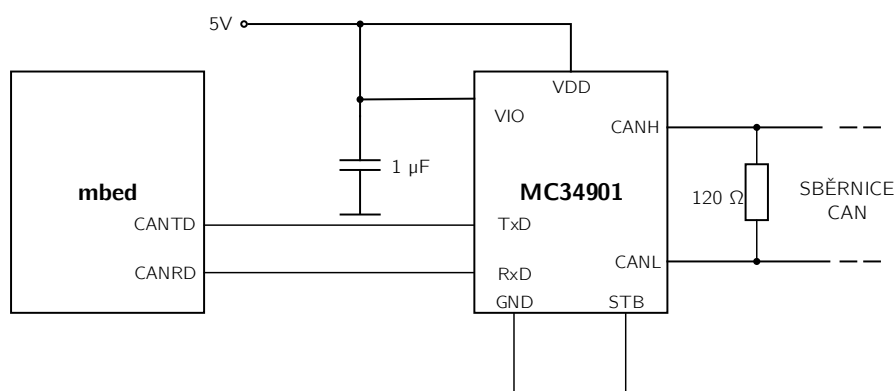 5V
VDD
VIO
CANH
1 µF
mbed
MC34901
120 Ω
SBĚRNICE
CAN
CANTD
TxD
CANRD
RxD
CANL
GND
STB